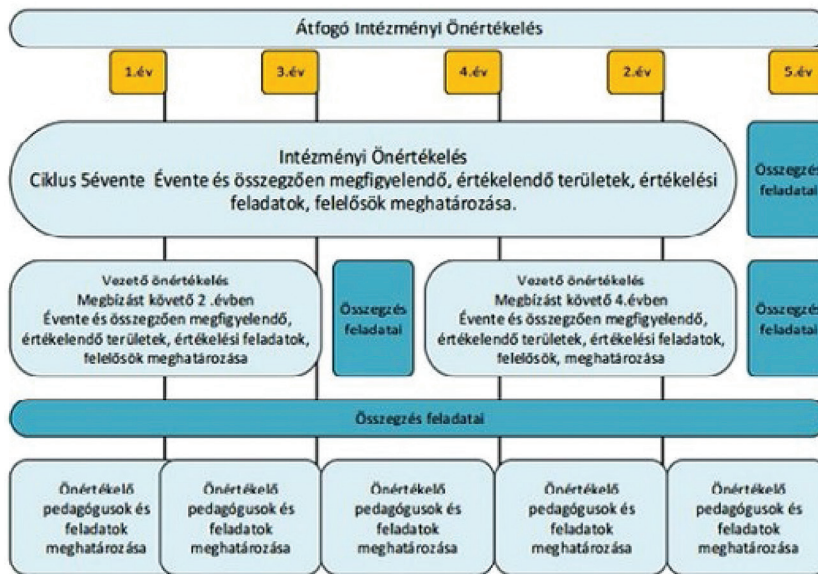 Átfogó Intézményi Önértékelés
1.év
3.év
4.év
2.év
5.év
Intézményi Önértékelés
Ciklus 5évente Évente és összegzően megfigyelendő, értékelendő területek, értékelési
feladatok, felelősök meghatározása.
Összegzés
feladatai
Vezető önértékelés
Megbízást követő 2 .évben
Évente és összegzően megfigyelendő,
értékelendő területek, értékelési feladatok,
felelősök meghatározása
Összegzés
feladatai
Vezető önértékelés
Megbízást követő 4.évben
Évente és összegzően megfigyelendő,
értékelendő területek, értékelési feladatok,
felelősök, meghatározása
Összegzés
feladatai
Összegzés feladatai
Önértékelő
pedagógusok és
feladatok
meghatározása
Önértékelő
pedagógusok és
feladatok
meghatározása
Önértékelő
pedagógusok és
feladatok
meghatározása
Önértékelő
pedagógusok és
feladatok
meghatározása
Önértékelő
pedagógusok és
feladatok
meghatározása